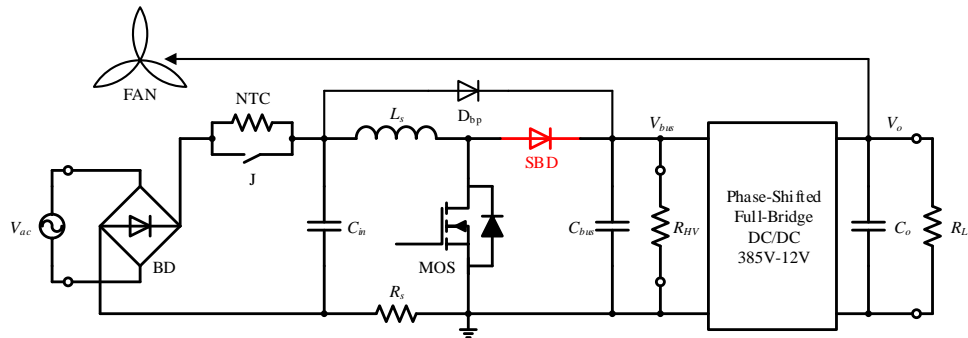 FAN
NTC
J
L_s
D_bp
SBD
V_bus
V_o
V_ac
BD
C_in
MOS
C_bus
R_HV
Phase-Shifted
Full-Bridge
DC/DC
385V-12V
C_o
R_L
R_s